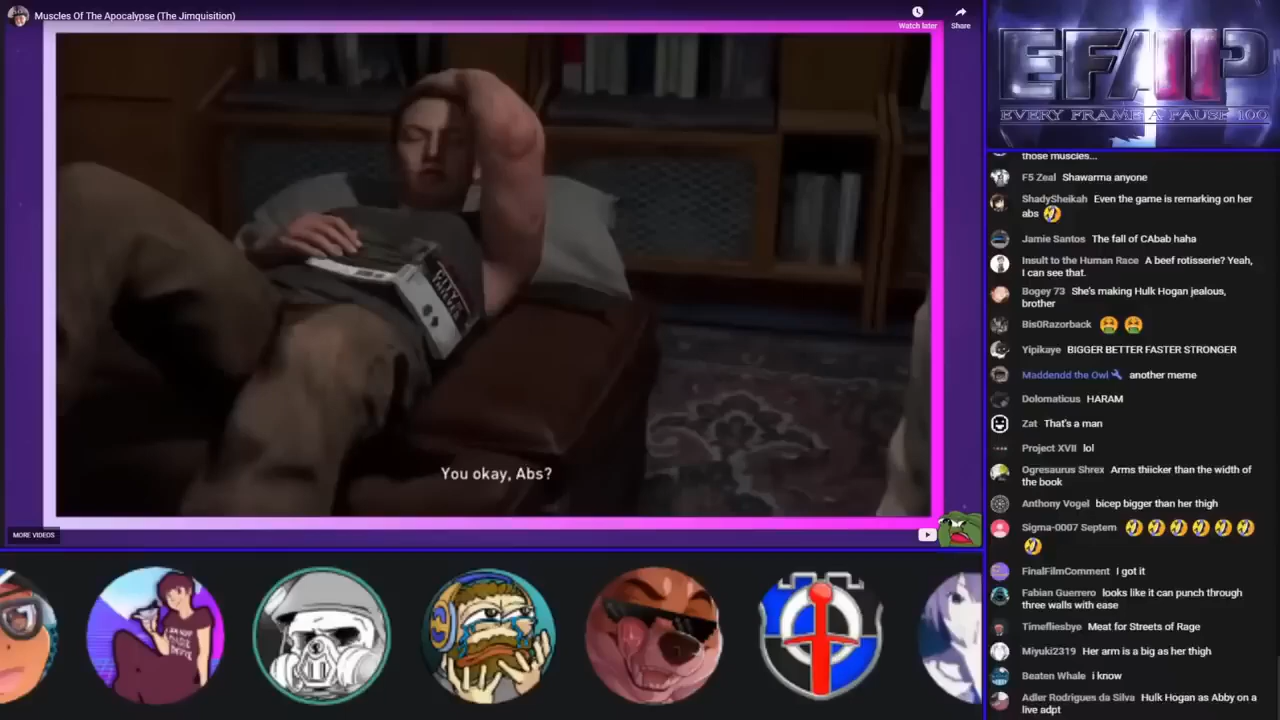 Muscles Of The Apocalypse (The Jimquisition)
Watch later
Share
You okay, Abs?
MORE VIDEOS
EFAP
EVERY FRAME A PAUSE 100
those muscles...
F5 Zeal Shawarma anyone
ShadySheikah Even the game is remarking on her
abs 🤣
Jamie Santos The fall of CAbab haha
Insult to the Human Race A beef rotisserie? Yeah,
I can see that.
Bogey 73 She's making Hulk Hogan jealous,
brother
Bis0Razorback 🤮 🤮
Yipikaye BIGGER BETTER FASTER STRONGER
Maddendd the Owl another meme
Dolomaticus HARAM
Zat That's a man
Project XVII lol
Ogresaurus Shrex Arms thiicker than the width of
the book
Anthony Vogel bicep bigger than her thigh
Sigma-0007 Septem 🤣 🤣 🤣 🤣 🤣 🤣
🤣
FinalFilmComment I got it
Fabian Guerrero looks like it can punch through
three walls with ease
Timefliesbye Meat for Streets of Rage
Miyuki2319 Her arm is a big as her thigh
Beaten Whale i know
Adler Rodrigues da Silva Hulk Hogan as Abby on a
live adpt